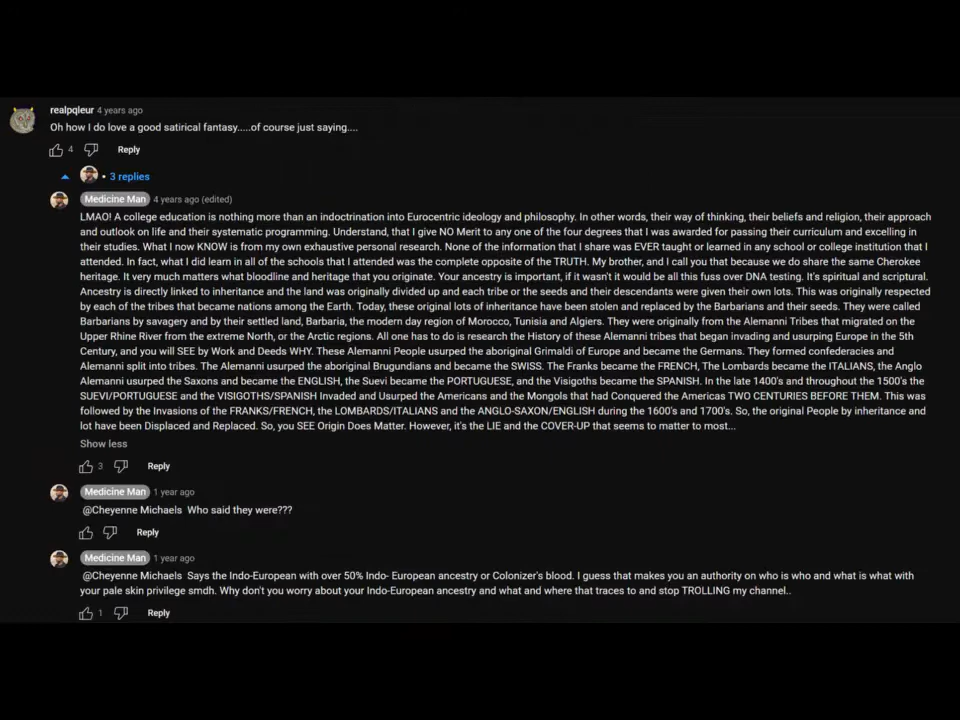 realpqleur 4 years ago
Oh how I do love a good satirical fantasy.....of course just saying....
4 Reply
• 3 replies
Medicine Man 4 years ago (edited)
LMAO! A college education is nothing more than an indoctrination into Eurocentric ideology and philosophy. In other words, their way of thinking, their beliefs and religion, their approach
and outlook on life and their systematic programming. Understand, that I give NO Merit to any one of the four degrees that I was awarded for passing their curriculum and excelling in
their studies. What I now KNOW is from my own exhaustive personal research. None of the information that I share was EVER taught or learned in any school or college institution that I
attended. In fact, what I did learn in all of the schools that I attended was the complete opposite of the TRUTH. My brother, and I call you that because we do share the same Cherokee
heritage. It very much matters what bloodline and heritage that you originate. Your ancestry is important, if it wasn't it would be all this fuss over DNA testing. It's spiritual and scriptural.
Ancestry is directly linked to inheritance and the land was originally divided up and each tribe or the seeds and their descendants were given their own lots. This was originally respected
by each of the tribes that became nations among the Earth. Today, these original lots of inheritance have been stolen and replaced by the Barbarians and their seeds. They were called
Barbarians by savagery and by their settled land, Barbaria, the modern day region of Morocco, Tunisia and Algiers. They were originally from the Alemanni Tribes that migrated on the
Upper Rhine River from the extreme North, or the Arctic regions. All one has to do is research the History of these Alemanni tribes that began invading and usurping Europe in the 5th
Century, and you will SEE by Work and Deeds WHY. These Alemanni People usurped the aboriginal Grimaldi of Europe and became the Germans. They formed confederacies and
Alemanni split into tribes. The Alemanni usurped the aboriginal Brugundians and became the SWISS. The Franks became the FRENCH, The Lombards became the ITALIANS, the Anglo
Alemanni usurped the Saxons and became the ENGLISH, the Suevi became the PORTUGUESE, and the Visigoths became the SPANISH. In the late 1400's and throughout the 1500's the
SUEVI/PORTUGUESE and the VISIGOTHS/SPANISH Invaded and Usurped the Americans and the Mongols that had Conquered the Americas TWO CENTURIES BEFORE THEM. This was
followed by the Invasions of the FRANKS/FRENCH, the LOMBARDS/ITALIANS and the ANGLO-SAXON/ENGLISH during the 1600's and 1700's. So, the original People by inheritance and
lot have been Displaced and Replaced. So, you SEE Origin Does Matter. However, it's the LIE and the COVER-UP that seems to matter to most...
Show less
3 Reply
Medicine Man 1 year ago
@Cheyenne Michaels Who said they were???
Reply
Medicine Man 1 year ago
@Cheyenne Michaels Says the Indo-European with over 50% Indo- European ancestry or Colonizer's blood. I guess that makes you an authority on who is who and what is what with
your pale skin privilege smdh. Why don't you worry about your Indo-European ancestry and what and where that traces to and stop TROLLING my channel..
1 Reply